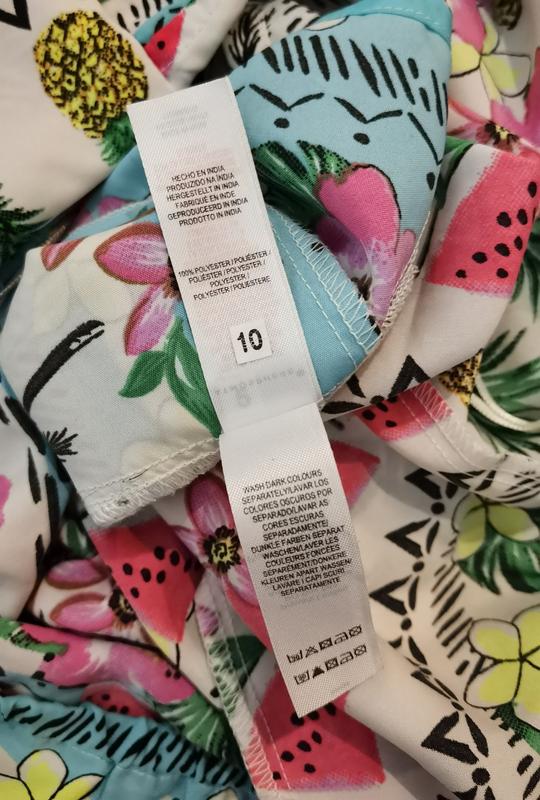 HECHO EN INDIA
PRODUZIDO NA ÍNDIA
HERGESTELLT IN INDIA
FABRIQUÉ EN INDE
GEPRODUCEERD IN INDIA
PRODOTTO IN INDIA
100% POLYESTER / POLIÉSTER /
POLIÉSTER / POLYESTER /
POLYESTER /
POLYESTER / POLIESTERE
10
WASH DARK COLOURS
SEPARATELY/LAVAR LOS
COLORES OSCUROS POR
SEPARADO/LAVAR AS
CORES ESCURAS
SEPARADAMENTE/
DUNKLE FARBEN SEPARAT
WASCHEN/LAVER LES
COULEURS FONCÉES
SÉPARÉMENT/DONKERE
KLEUREN APART WASSEN/
LAVARE I CAPI SCURI
SEPARATAMENTE